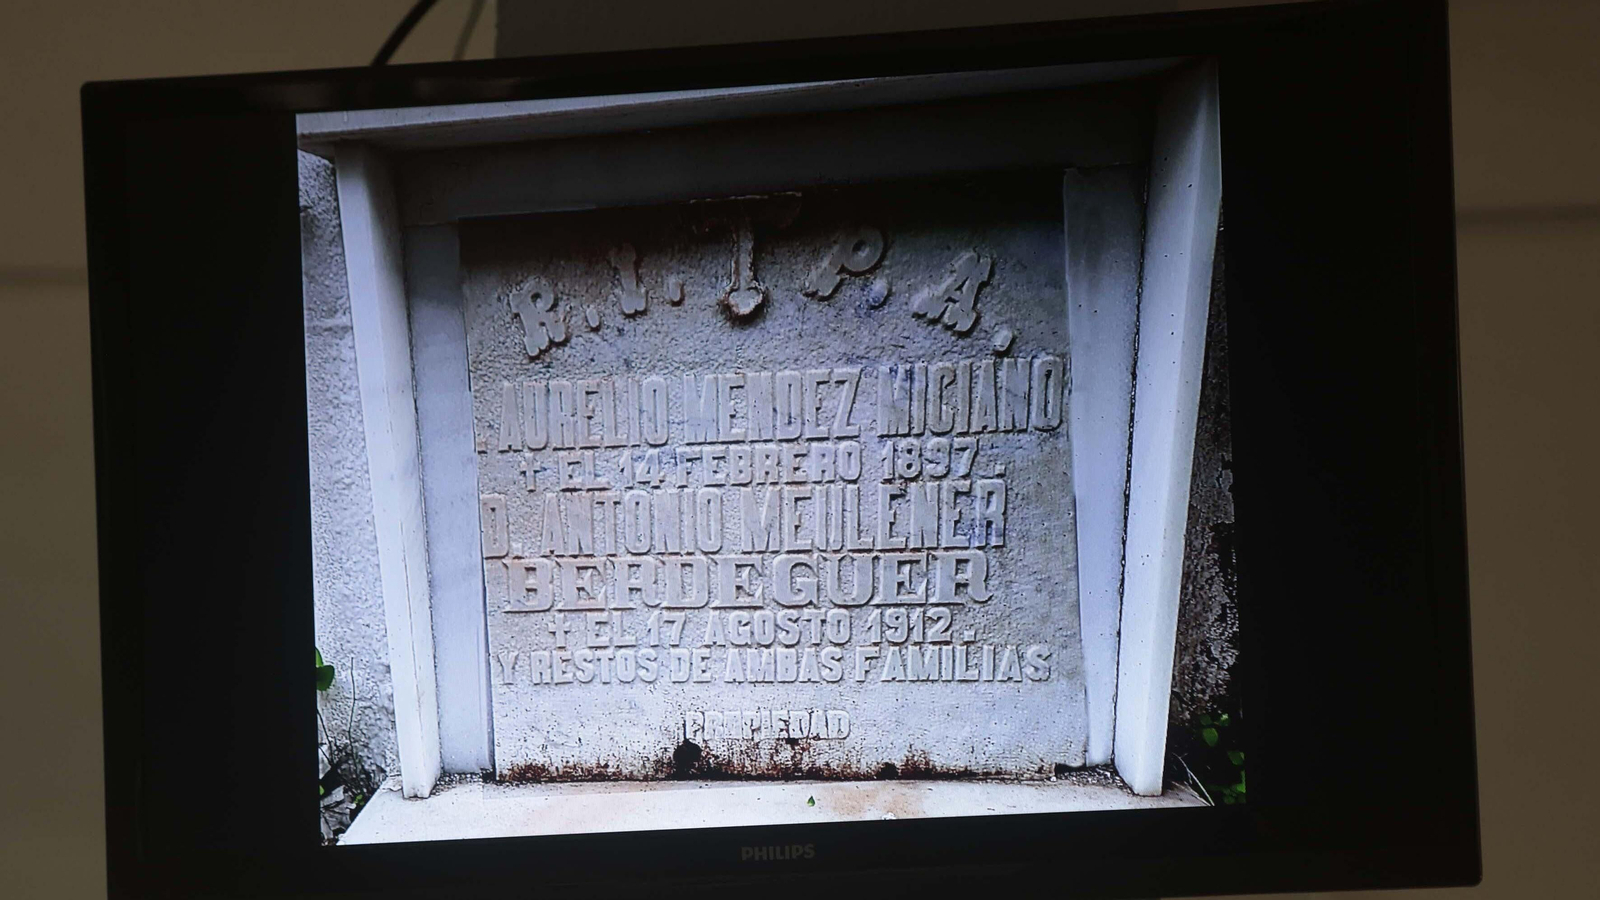 R. I. P. A.
D. AURELIO MENDEZ MICIANO
† EL 14 FEBRERO 1897.
D. ANTONIO MEULENER
BERDEGUER
† EL 17 AGOSTO 1912.
Y RESTOS DE AMBAS FAMILIAS
PROPIEDAD
PHILIPS